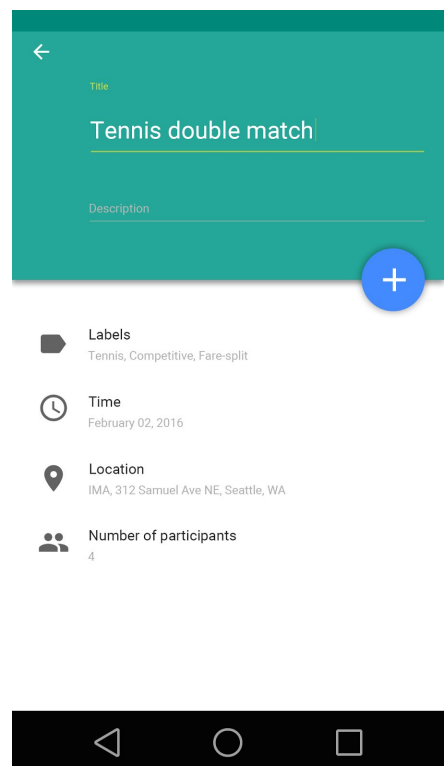 Title
Tennis double match
Description
Labels
Tennis, Competitive, Fare-split
Time
February 02, 2016
Location
IMA, 312 Samuel Ave NE, Seattle, WA
Number of participants
4